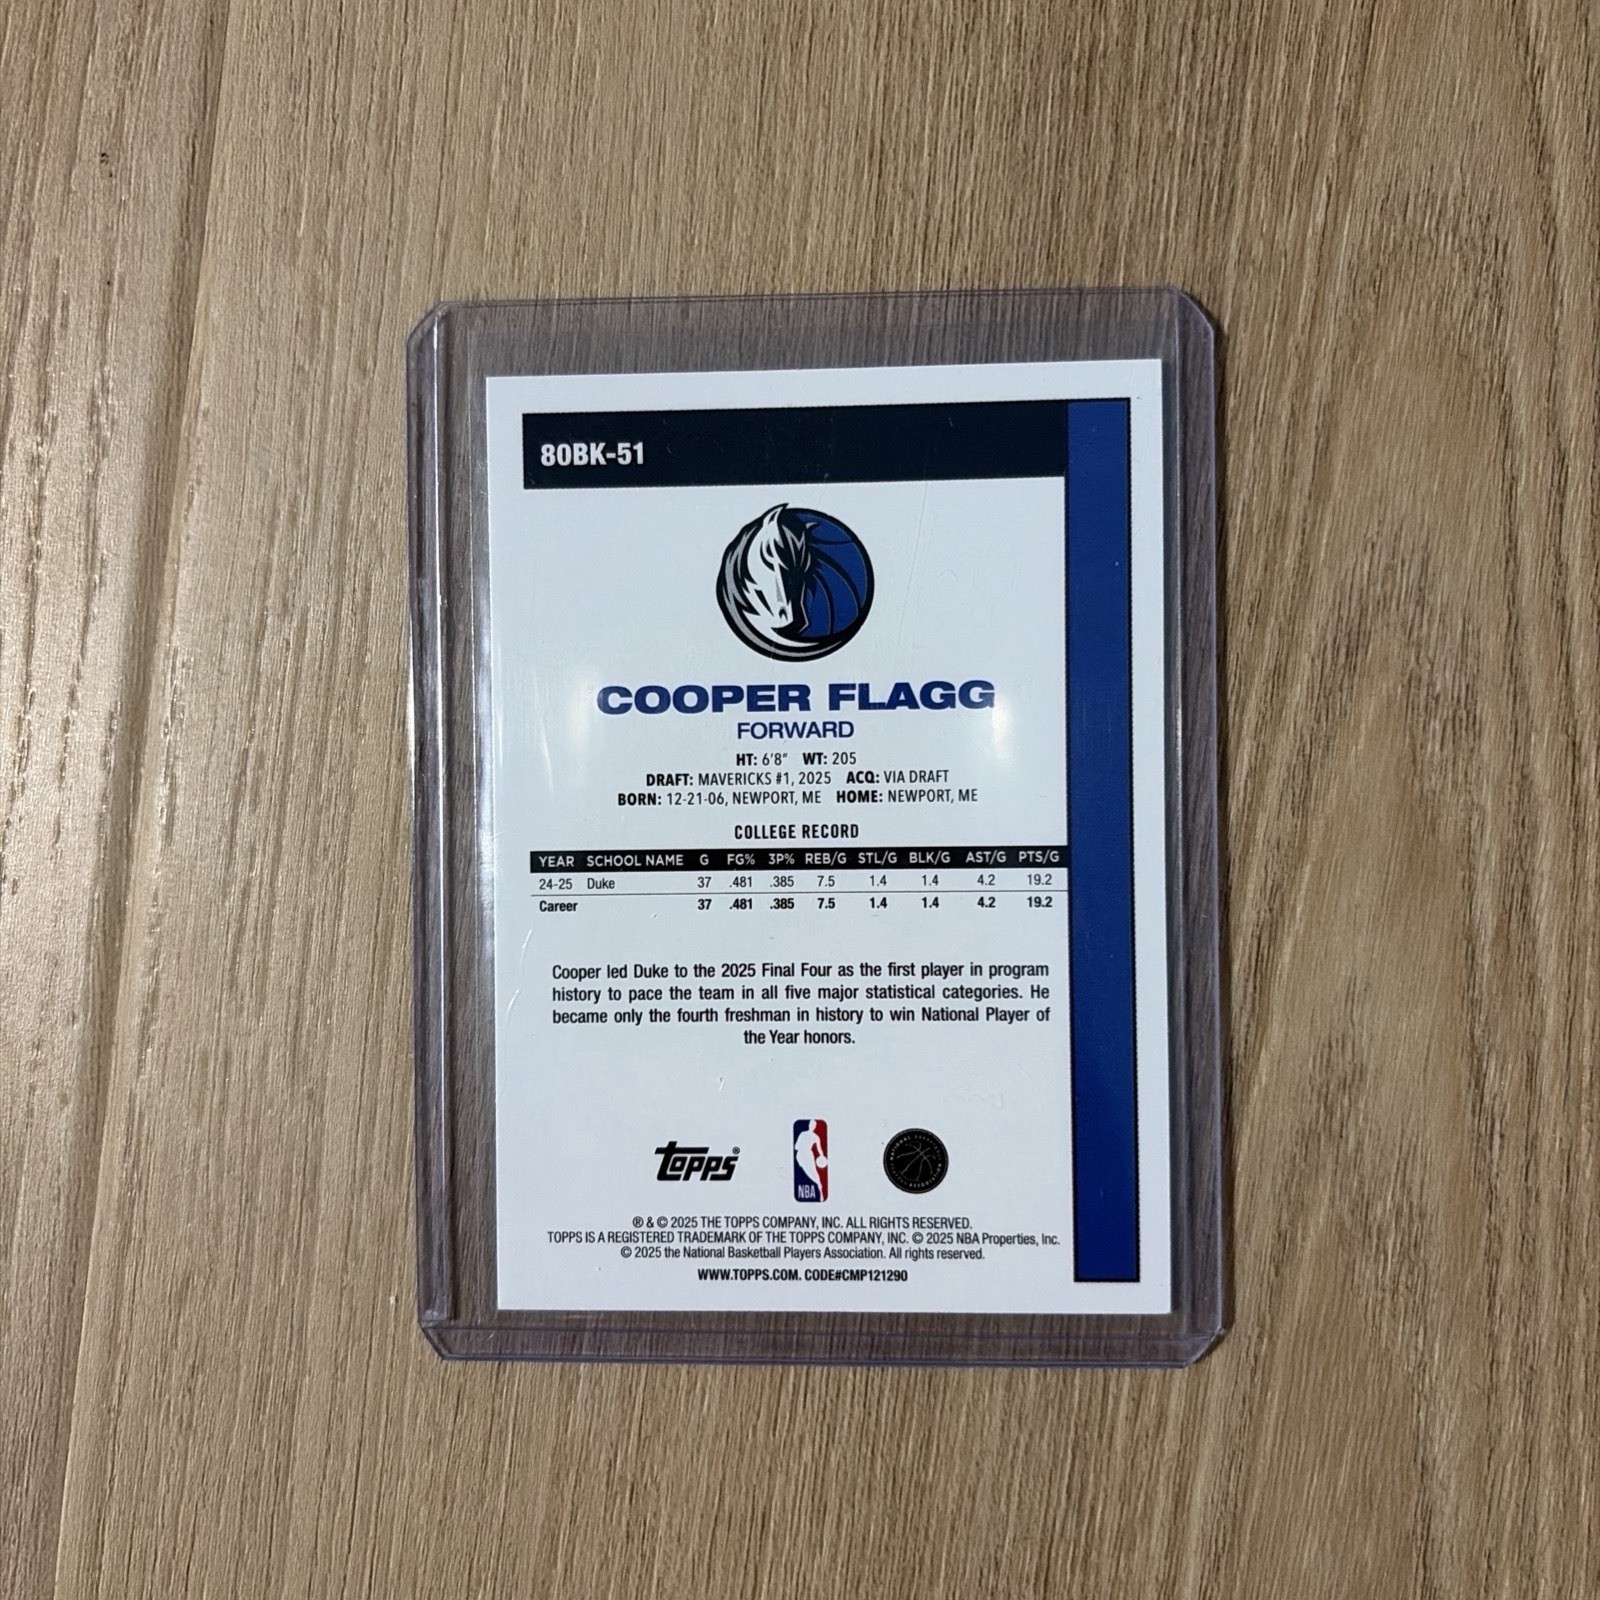 80BK-51
COOPER FLAGG
FORWARD
HT: 6'8" WT: 205
DRAFT: MAVERICKS #1, 2025 ACQ: VIA DRAFT
BORN: 12-21-06, NEWPORT, ME HOME: NEWPORT, ME
COLLEGE RECORD
YEAR SCHOOL NAME G FG% 3P% REB/G STL/G BLK/G AST/G PTS/G
24-25 Duke 37 .481 .385 7.5 1.4 1.4 4.2 19.2
Career 37 .481 .385 7.5 1.4 1.4 4.2 19.2
Cooper led Duke to the 2025 Final Four as the first player in program
history to pace the team in all five major statistical categories. He
became only the fourth freshman in history to win National Player of
the Year honors.
topps®
NBA
® & © 2025 THE TOPPS COMPANY, INC. ALL RIGHTS RESERVED.
TOPPS IS A REGISTERED TRADEMARK OF THE TOPPS COMPANY, INC. © 2025 NBA Properties, Inc.
© 2025 the National Basketball Players Association. All rights reserved.
WWW.TOPPS.COM. CODE#CMP121290